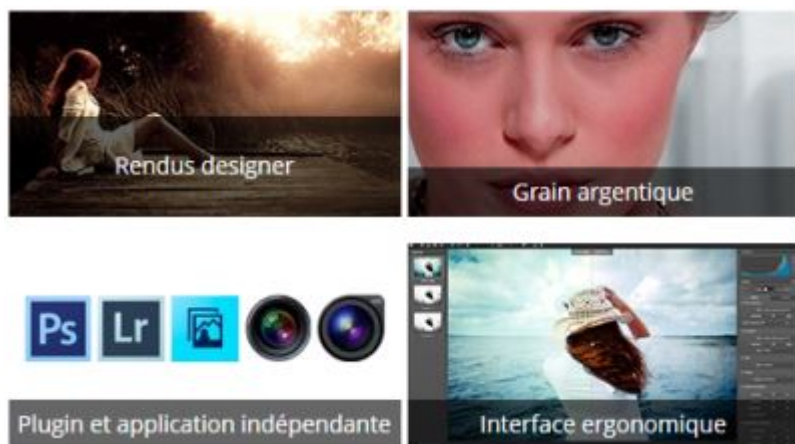 Rendus designer
Grain argentique
Ps Lr
Plugin et application indépendante
Interface ergonomique